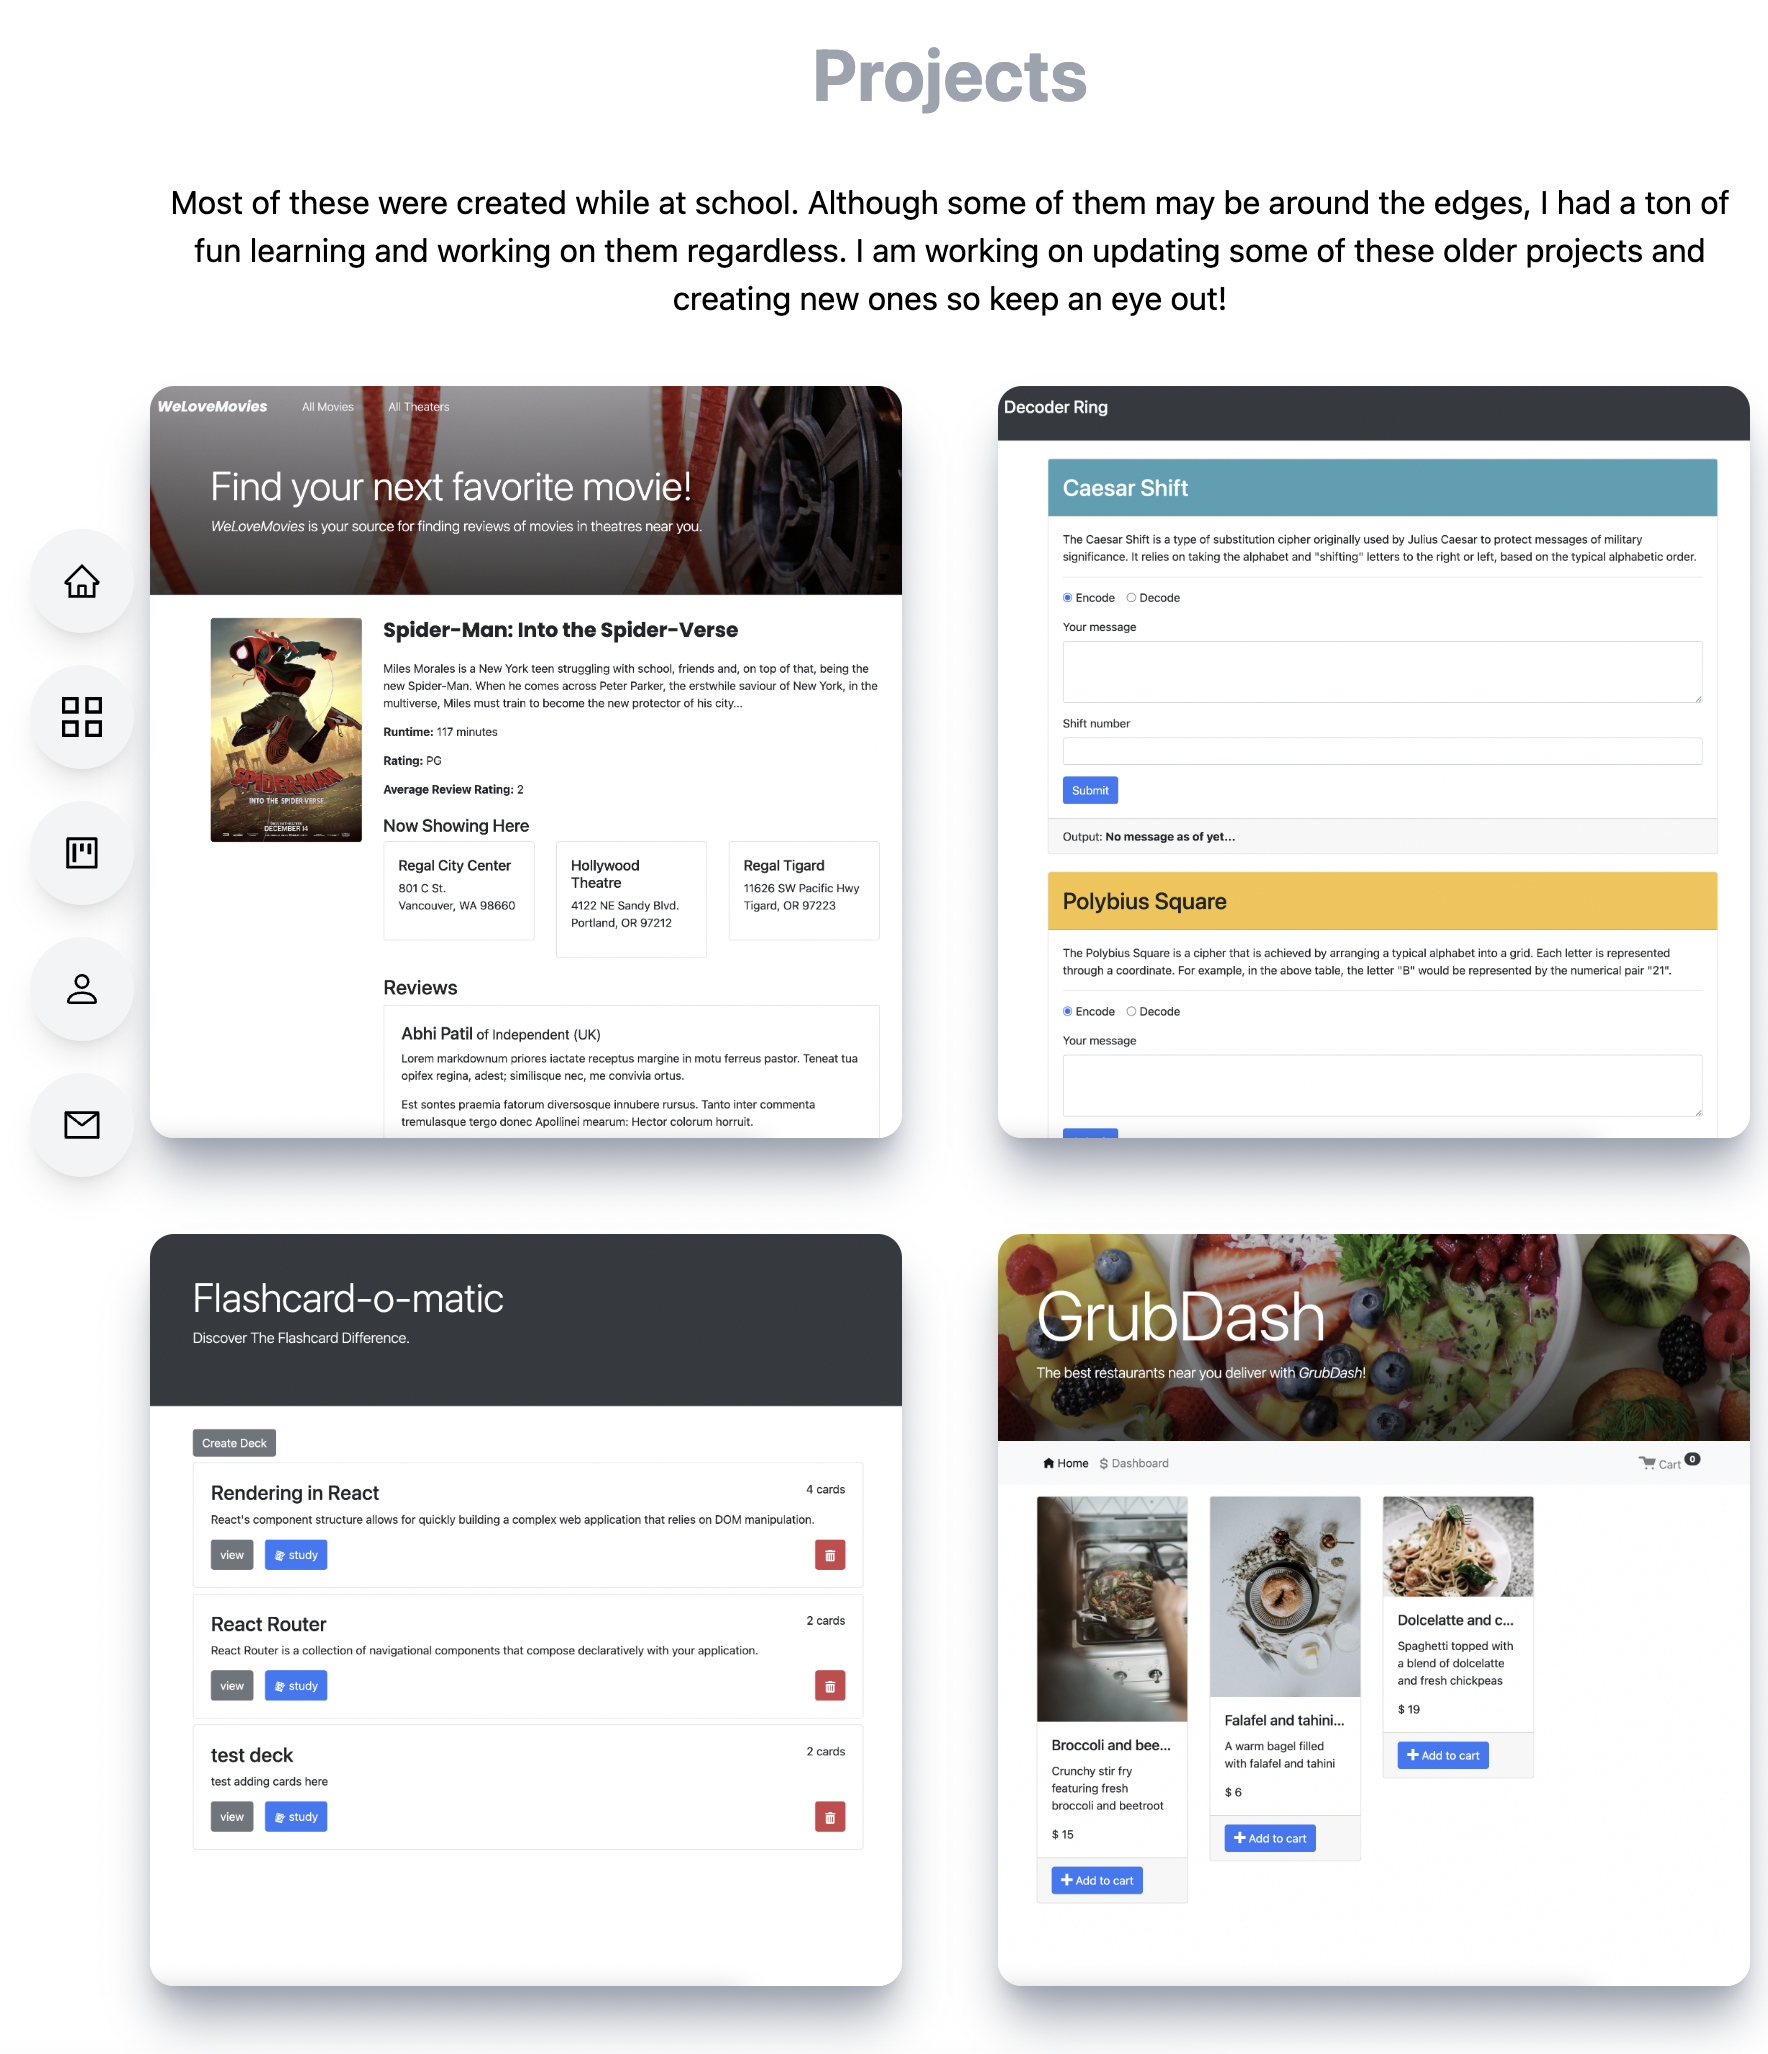 Projects
Most of these were created while at school. Although some of them may be around the edges, I had a ton of
fun learning and working on them regardless. I am working on updating some of these older projects and
creating new ones so keep an eye out!
WeLoveMovies All Movies All Theaters
Find your next favorite movie!
WeLoveMovies is your source for finding reviews of movies in theatres near you.
SPIDER-MAN
INTO THE SPIDER-VERSE
DECEMBER 14
Spider-Man: Into the Spider-Verse
Miles Morales is a New York teen struggling with school, friends and, on top of that, being the
new Spider-Man. When he comes across Peter Parker, the erstwhile saviour of New York, in the
multiverse, Miles must train to become the new protector of his city...
Runtime: 117 minutes
Rating: PG
Average Review Rating: 2
Now Showing Here
Regal City Center
801 C St.
Vancouver, WA 98660
Hollywood
Theatre
4122 NE Sandy Blvd.
Portland, OR 97212
Regal Tigard
11626 SW Pacific Hwy
Tigard, OR 97223
Reviews
Abhi Patil of Independent (UK)
Lorem markdownum priores iactate receptus margine in motu ferreus pastor. Teneat tua
opifex regina, adest; similisque nec, me convivia ortus.
Est sontes praemia fatorum diversosque innubere rursus. Tanto inter commenta
tremulasque tergo donec Apollinei mearum: Hector colorum horruit.
Decoder Ring
Caesar Shift
The Caesar Shift is a type of substitution cipher originally used by Julius Caesar to protect messages of military
significance. It relies on taking the alphabet and "shifting" letters to the right or left, based on the typical alphabetic order.
Encode Decode
Your message
Shift number
Submit
Output: No message as of yet...
Polybius Square
The Polybius Square is a cipher that is achieved by arranging a typical alphabet into a grid. Each letter is represented
through a coordinate. For example, in the above table, the letter "B" would be represented by the numerical pair "21".
Encode Decode
Your message
Flashcard-o-matic
Discover The Flashcard Difference.
Create Deck
Rendering in React 4 cards
React's component structure allows for quickly building a complex web application that relies on DOM manipulation.
view study
React Router 2 cards
React Router is a collection of navigational components that compose declaratively with your application.
view study
test deck 2 cards
test adding cards here
view study
GrubDash
The best restaurants near you deliver with GrubDash!
Home $ Dashboard Cart 0
Broccoli and bee...
Crunchy stir fry
featuring fresh
broccoli and beetroot
$ 15
Add to cart
Falafel and tahini...
A warm bagel filled
with falafel and tahini
$ 6
Add to cart
Dolcelatte and c...
Spaghetti topped with
a blend of dolcelatte
and fresh chickpeas
$ 19
Add to cart